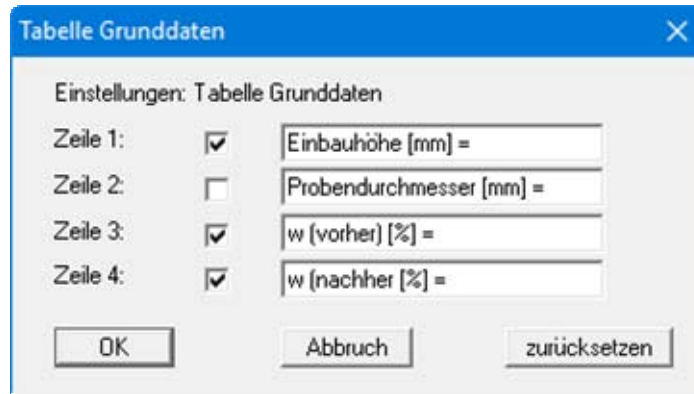 Tabelle Grunddaten
Einstellungen: Tabelle Grunddaten
Zeile 1: Einbauhöhe [mm] =
Zeile 2: Probendurchmesser [mm] =
Zeile 3: w (vorher) [%] =
Zeile 4: w (nachher [%] =
OK Abbruch zurücksetzen